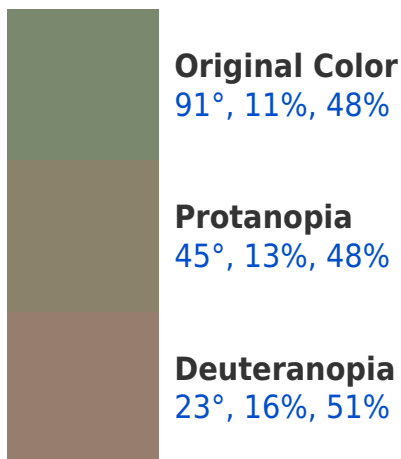 Original Color
91°, 11%, 48%
Protanopia
45°, 13%, 48%
Deuteranopia
23°, 16%, 51%